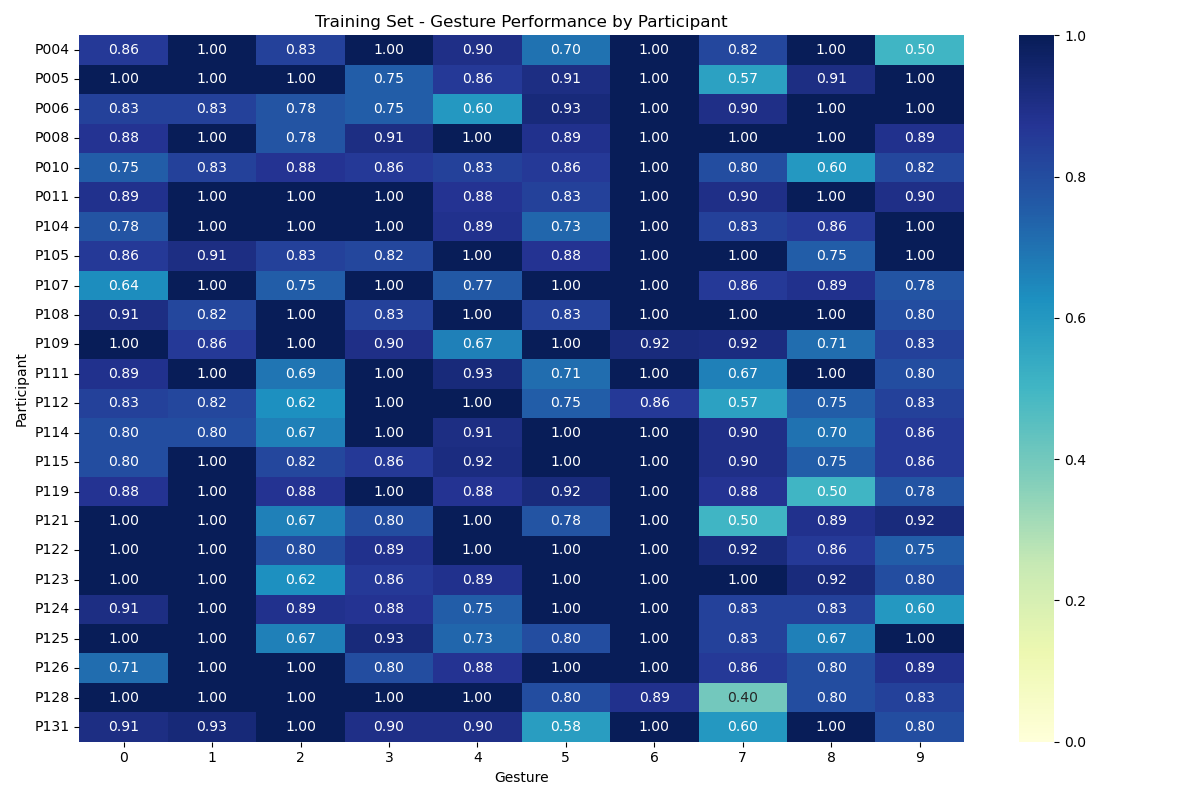 Training Set - Gesture Performance by Participant
P004 0.86 1.00 0.83 1.00 0.90 0.70 1.00 0.82 1.00 0.50
P005 1.00 1.00 1.00 0.75 0.86 0.91 1.00 0.57 0.91 1.00
P006 0.83 0.83 0.78 0.75 0.60 0.93 1.00 0.90 1.00 1.00
P008 0.88 1.00 0.78 0.91 1.00 0.89 1.00 1.00 1.00 0.89
P010 0.75 0.83 0.88 0.86 0.83 0.86 1.00 0.80 0.60 0.82
P011 0.89 1.00 1.00 1.00 0.88 0.83 1.00 0.90 1.00 0.90
P104 0.78 1.00 1.00 1.00 0.89 0.73 1.00 0.83 0.86 1.00
P105 0.86 0.91 0.83 0.82 1.00 0.88 1.00 1.00 0.75 1.00
P107 0.64 1.00 0.75 1.00 0.77 1.00 1.00 0.86 0.89 0.78
P108 0.91 0.82 1.00 0.83 1.00 0.83 1.00 1.00 1.00 0.80
P109 1.00 0.86 1.00 0.90 0.67 1.00 0.92 0.92 0.71 0.83
P111 0.89 1.00 0.69 1.00 0.93 0.71 1.00 0.67 1.00 0.80
P112 0.83 0.82 0.62 1.00 1.00 0.75 0.86 0.57 0.75 0.83
P114 0.80 0.80 0.67 1.00 0.91 1.00 1.00 0.90 0.70 0.86
P115 0.80 1.00 0.82 0.86 0.92 1.00 1.00 0.90 0.75 0.86
P119 0.88 1.00 0.88 1.00 0.88 0.92 1.00 0.88 0.50 0.78
P121 1.00 1.00 0.67 0.80 1.00 0.78 1.00 0.50 0.89 0.92
P122 1.00 1.00 0.80 0.89 1.00 1.00 1.00 0.92 0.86 0.75
P123 1.00 1.00 0.62 0.86 0.89 1.00 1.00 1.00 0.92 0.80
P124 0.91 1.00 0.89 0.88 0.75 1.00 1.00 0.83 0.83 0.60
P125 1.00 1.00 0.67 0.93 0.73 0.80 1.00 0.83 0.67 1.00
P126 0.71 1.00 1.00 0.80 0.88 1.00 1.00 0.86 0.80 0.89
P128 1.00 1.00 1.00 1.00 1.00 0.80 0.89 0.40 0.80 0.83
P131 0.91 0.93 1.00 0.90 0.90 0.58 1.00 0.60 1.00 0.80
0 1 2 3 4 5 6 7 8 9
Gesture
Participant
1.0
0.8
0.6
0.4
0.2
0.0